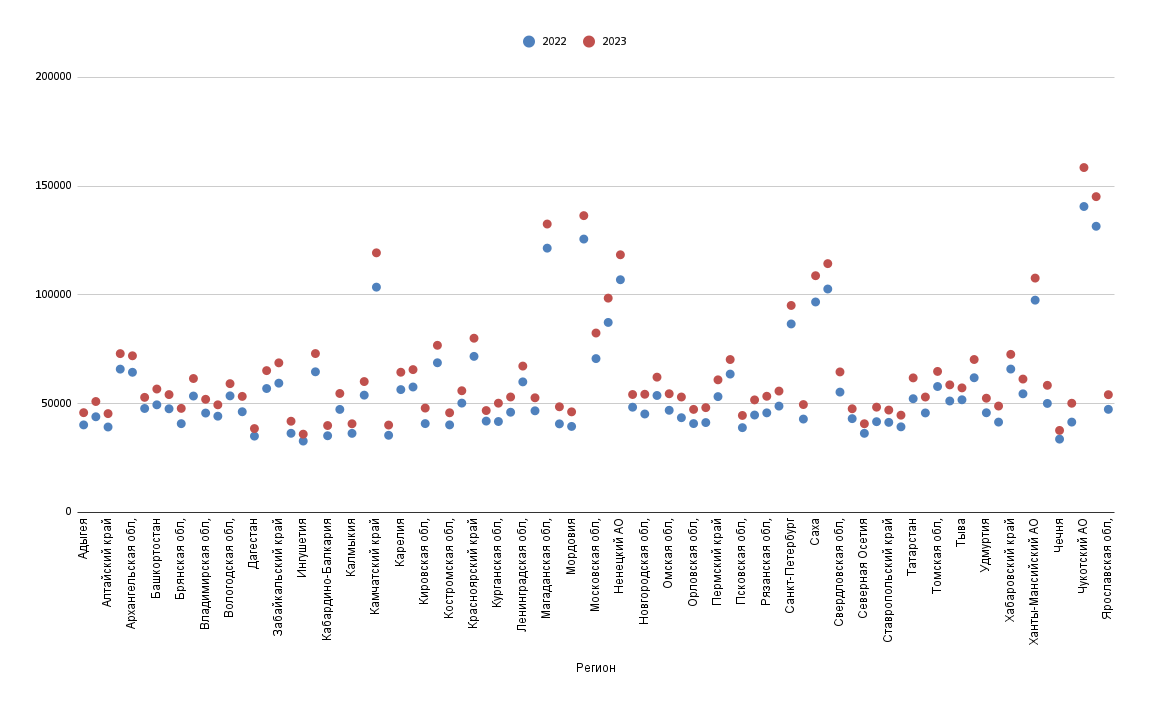 2022
2023
200000
150000
100000
50000
0
Адыгея
Алтайский край
Архангельская обл,
Башкортостан
Брянская обл,
Владимирская обл,
Вологодская обл,
Дагестан
Забайкальский край
Ингушетия
Кабардино-Балкария
Калмыкия
Камчатский край
Карелия
Кировская обл,
Костромская обл,
Красноярский край
Курганская обл,
Ленинградская обл,
Магаданская обл,
Мордовия
Московская обл,
Ненецкий АО
Новгородская обл,
Омская обл,
Орловская обл,
Пермский край
Псковская обл,
Рязанская обл,
Санкт-Петербург
Саха
Свердловская обл,
Северная Осетия
Ставропольский край
Татарстан
Томская обл,
Тыва
Удмуртия
Хабаровский край
Ханты-Мансийский АО
Чечня
Чукотский АО
Ярославская обл,
Регион